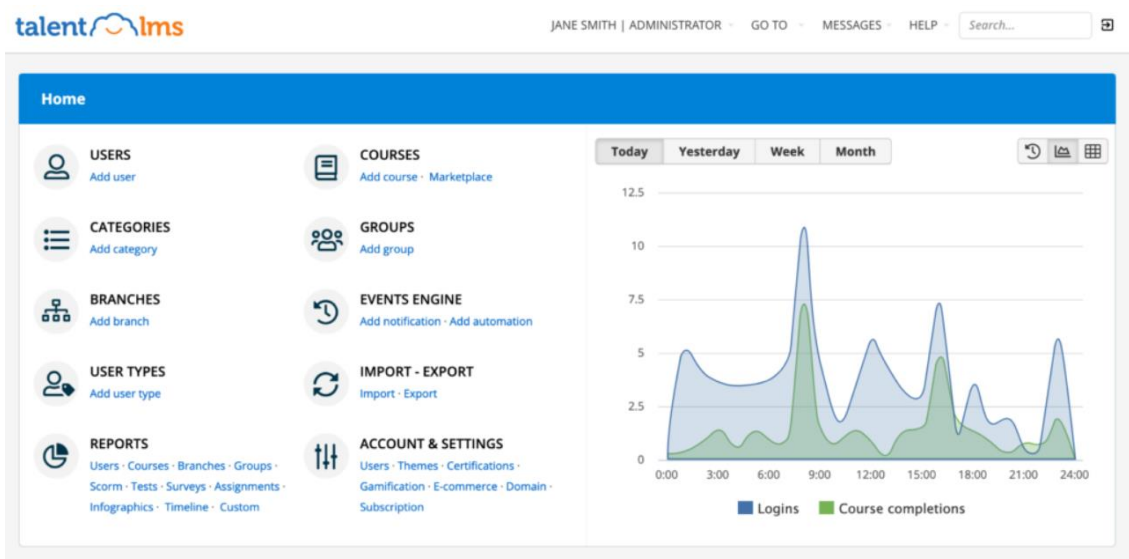 talentlms
JANE SMITH | ADMINISTRATOR GO TO MESSAGES HELP Search...
Home
USERS
Add user
COURSES
Add course · Marketplace
CATEGORIES
Add category
GROUPS
Add group
BRANCHES
Add branch
EVENTS ENGINE
Add notification · Add automation
USER TYPES
Add user type
IMPORT - EXPORT
Import · Export
REPORTS
Users · Courses · Branches · Groups ·
Scorm · Tests · Surveys · Assignments ·
Infographics · Timeline · Custom
ACCOUNT & SETTINGS
Users · Themes · Certifications ·
Gamification · E-commerce · Domain ·
Subscription
Today Yesterday Week Month
12.5
10
7.5
5
2.5
0
0:00 3:00 6:00 9:00 12:00 15:00 18:00 21:00 24:00
Logins Course completions